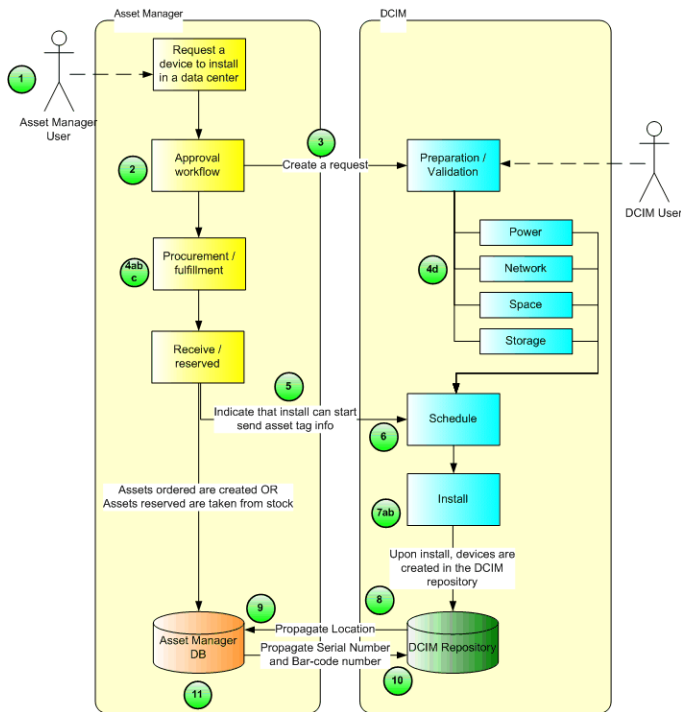 Asset Manager
DCIM
Request a
device to install
in a data center
1
Asset Manager
User
3
2
Approval
workflow
Create a request
Preparation /
Validation
DCIM User
Power
4ab
c
Procurement /
fulfillment
4d
Network
Space
Storage
Receive /
reserved
5
Indicate that install can start
send asset tag info
6
Schedule
Assets ordered are created OR
Assets reserved are taken from stock
7ab
Install
Upon install, devices are
created in the DCIM
repository
8
9
Propagate Location
Asset Manager
DB
Propagate Serial Number
and Bar-code number
DCIM Repository
10
11